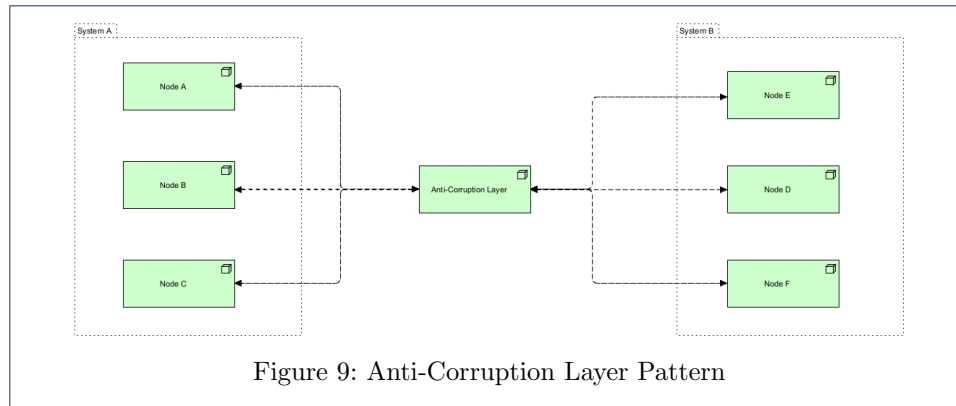 System A
System B
Node A
Node E
Node B
Anti-Corruption Layer
Node D
Node C
Node F
Figure 9: Anti-Corruption Layer Pattern